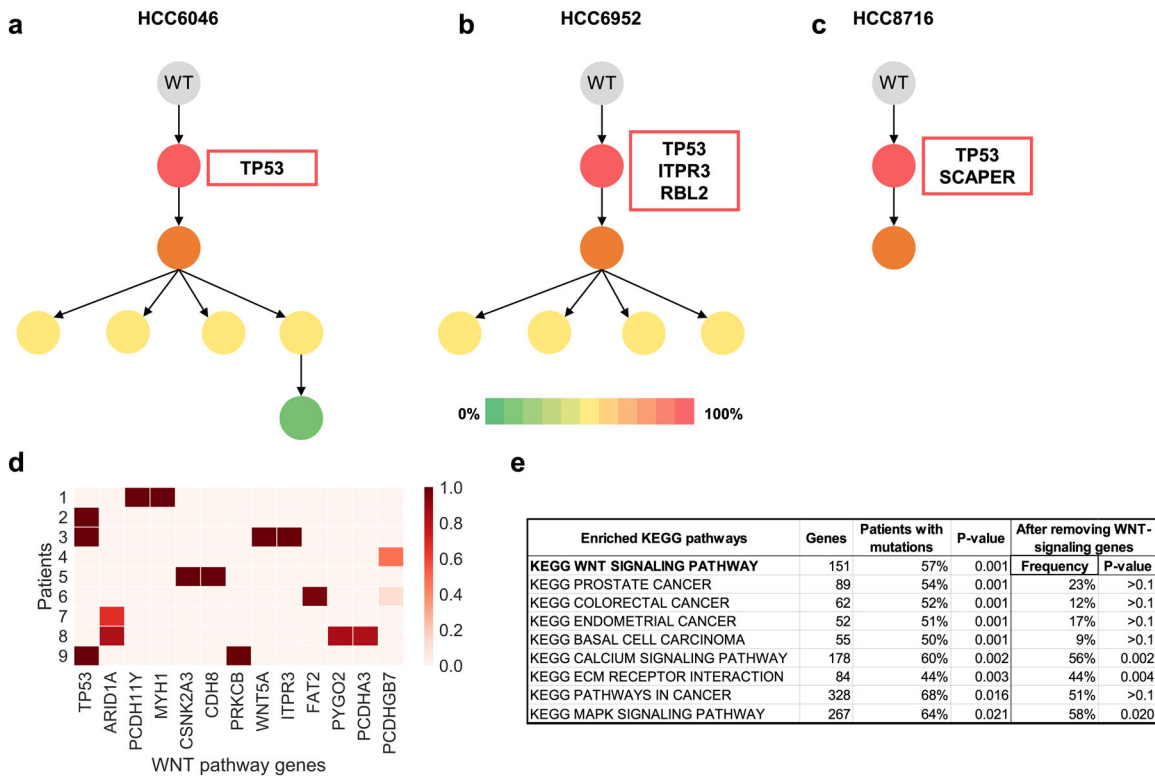 a
HCC6046
b
HCC6952
c
HCC8716
WT
WT
WT
TP53
TP53
ITPR3
RBL2
TP53
SCAPER
0%
100%
d
Patients
1
2
3
4
5
6
7
8
9
1.0
0.8
0.6
0.4
0.2
0.0
TP53
ARID1A
PCDH11Y
MYH1
CSNK2A3
CDH8
PRKCB
WNT5A
ITPR3
FAT2
PYGO2
PCDHA3
PCDHGB7
WNT pathway genes
e
Enriched KEGG pathways Genes Patients with mutations P-value After removing WNT-signaling genes
KEGG WNT SIGNALING PATHWAY 151 57% 0.001 Frequency P-value
KEGG PROSTATE CANCER 89 54% 0.001 23% >0.1
KEGG COLORECTAL CANCER 62 52% 0.001 12% >0.1
KEGG ENDOMETRIAL CANCER 52 51% 0.001 17% >0.1
KEGG BASAL CELL CARCINOMA 55 50% 0.001 9% >0.1
KEGG CALCIUM SIGNALING PATHWAY 178 60% 0.002 56% 0.002
KEGG ECM RECEPTOR INTERACTION 84 44% 0.003 44% 0.004
KEGG PATHWAYS IN CANCER 328 68% 0.016 51% >0.1
KEGG MAPK SIGNALING PATHWAY 267 64% 0.021 58% 0.020